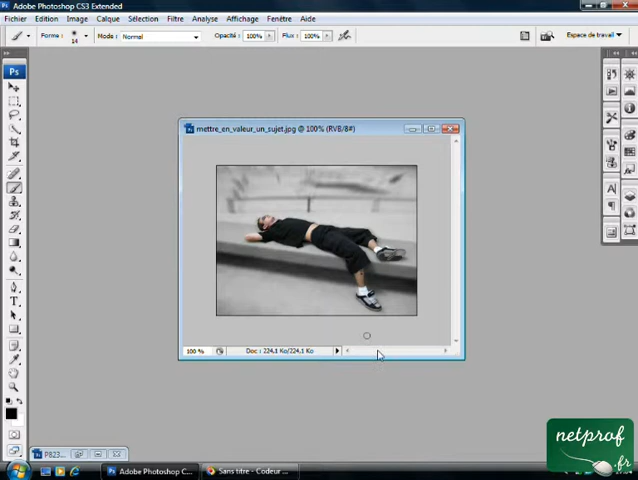 Adobe Photoshop CS3 Extended
Fichier Edition Image Calque Sélection Filtre Analyse Affichage Fenêtre Aide
Forme : 14 Mode : Normal Opacité : 100% Flux : 100% Espace de travail
Ps
mettre_en_valeur_un_sujet.jpg @ 100% (RVB/8#)
100 % Doc : 224,1 Ko/224,1 Ko
netprof
.fr
P823...
Adobe Photoshop C... Sans titre - Codeur ...